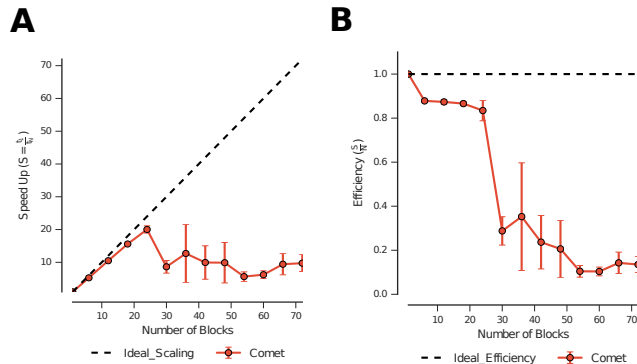 A
70
60
50
40
30
20
10
Speed Up (S = t₁/tN)
10 20 30 40 50 60 70
Number of Blocks
Ideal_Scaling Comet
B
1.0
0.8
0.6
0.4
0.2
0.0
Efficiency (S/N)
10 20 30 40 50 60 70
Number of Blocks
Ideal_Efficiency Comet